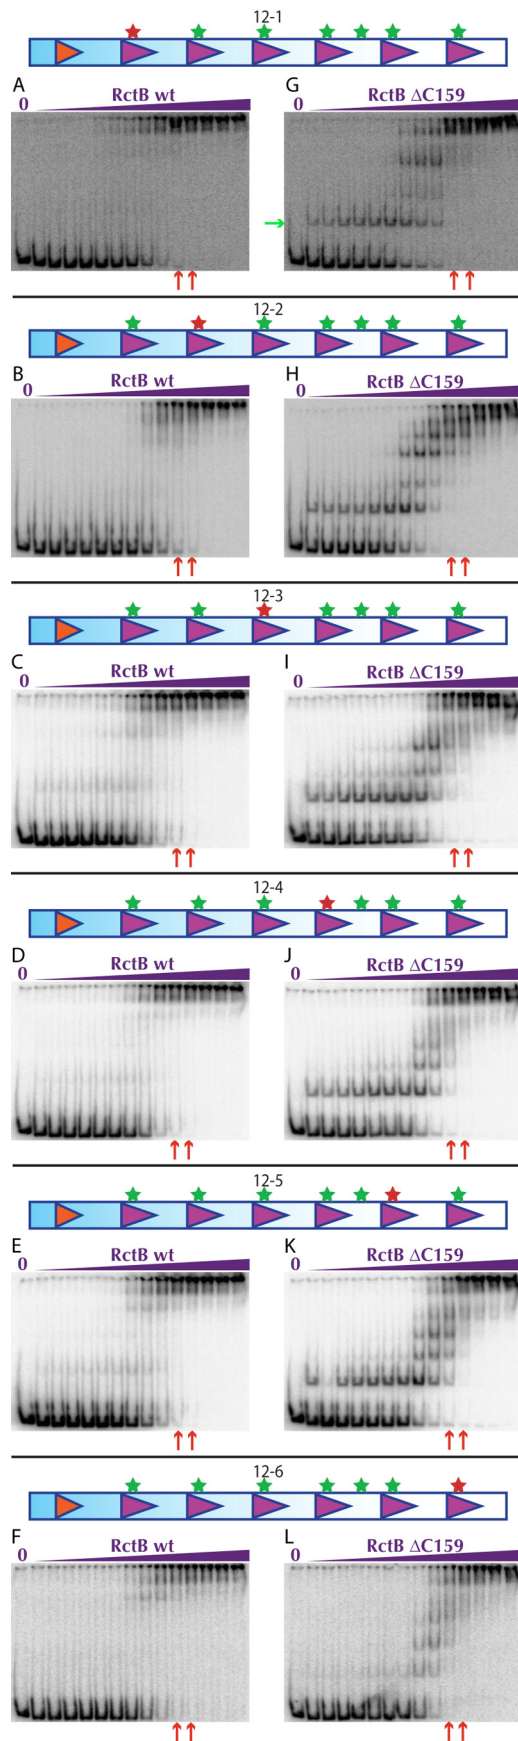 12-1
A
RctB wt
0
G
RctB ΔC159
0
12-2
B
RctB wt
0
H
RctB ΔC159
0
12-3
C
RctB wt
0
I
RctB ΔC159
0
12-4
D
RctB wt
0
J
RctB ΔC159
0
12-5
E
RctB wt
0
K
RctB ΔC159
0
12-6
F
RctB wt
0
L
RctB ΔC159
0